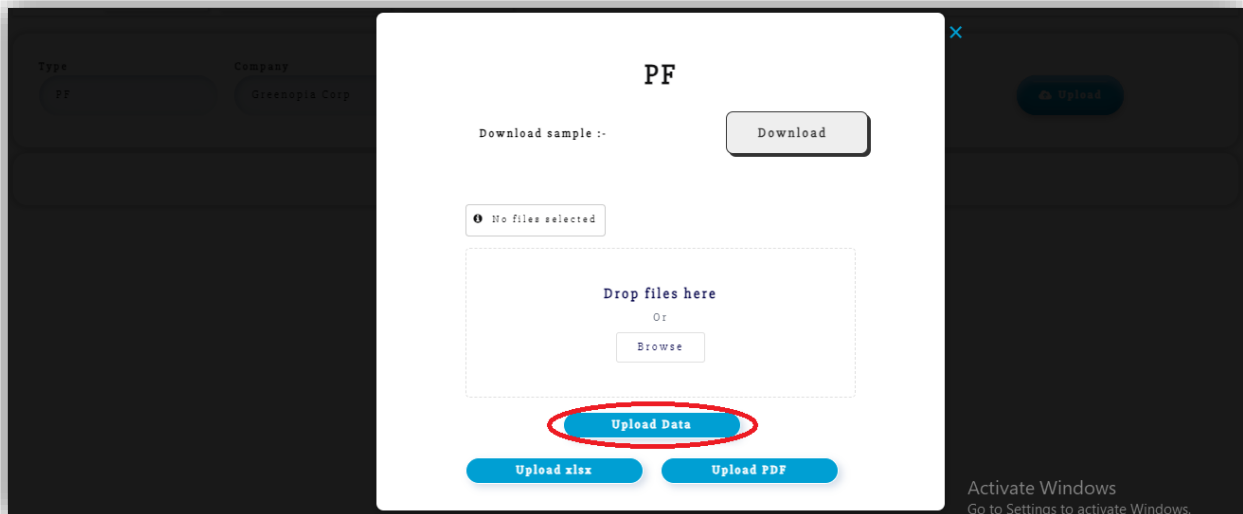 PF
Type
Company
PF
Greenopia Corp
Upload
Download sample :-
Download
No files selected
Drop files here
Or
Browse
Upload Data
Upload xlsx
Upload PDF
Activate Windows
Go to Settings to activate Windows.